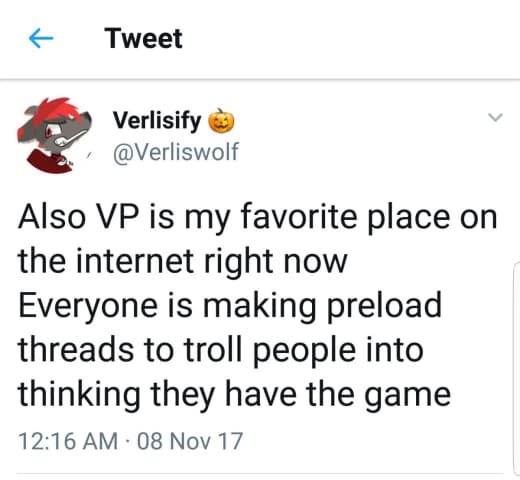 Tweet
Verlisify 🎃
@Verliswolf
Also VP is my favorite place on
the internet right now
Everyone is making preload
threads to troll people into
thinking they have the game
12:16 AM · 08 Nov 17